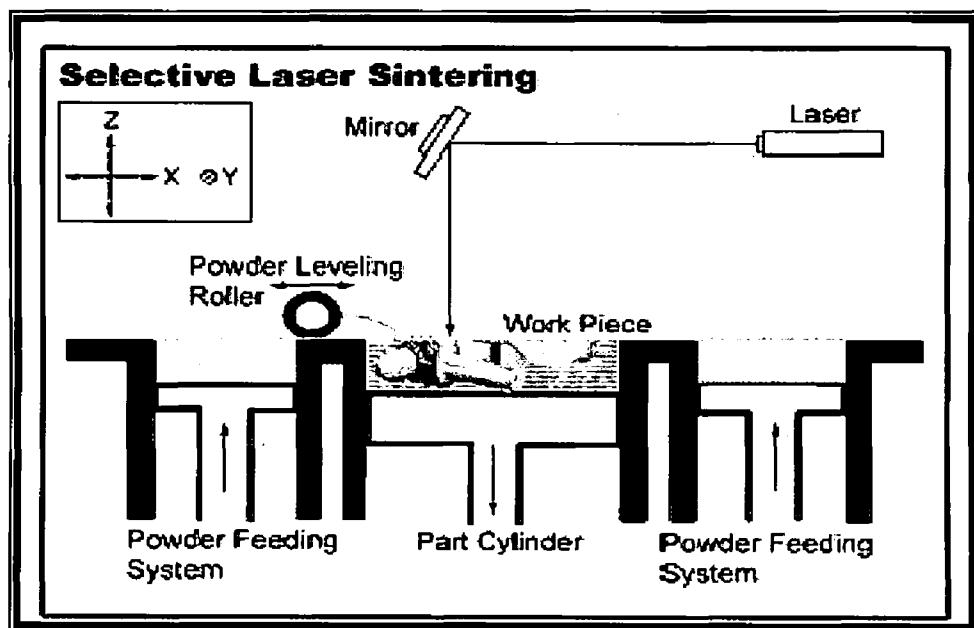 Selective Laser Sintering
Z
X
Y
Mirror
Laser
Powder Leveling
Roller
Work Piece
Powder Feeding
System
Part Cylinder
Powder Feeding
System